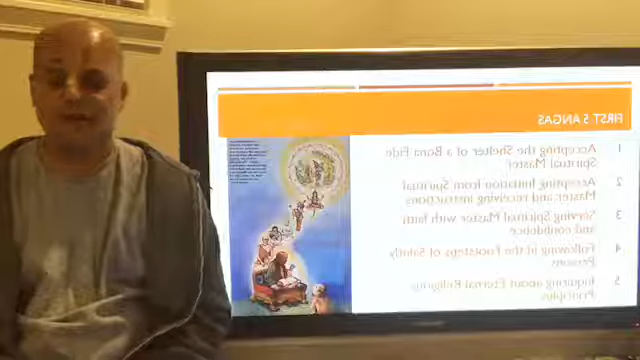 FIRST 5 ANGAS
1 Accepting the Shelter of a Bona Fide
Spiritual Master
2 Accepting Initiation from Spiritual
Master and receiving instructions
3 Serving Spiritual Master with faith
and confidence
4 Following in the Footsteps of Saintly
Persons
5 Inquiring about Eternal Religious
Principles